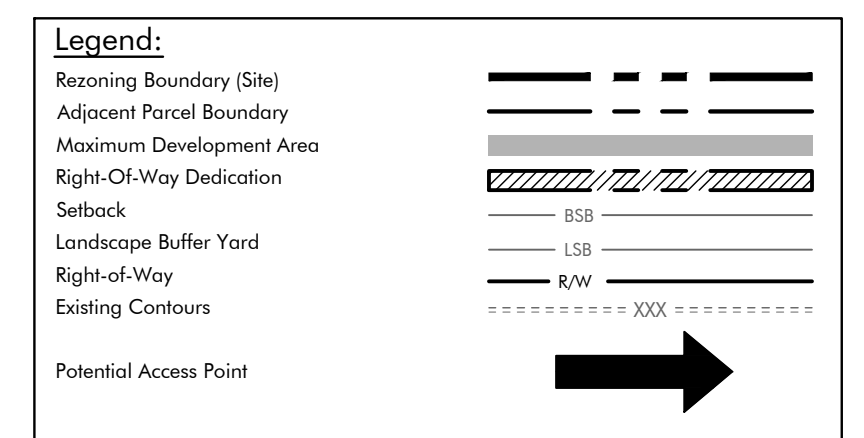 Legend:
Rezoning Boundary (Site)
Adjacent Parcel Boundary
Maximum Development Area
Right-Of-Way Dedication
Setback BSB
Landscape Buffer Yard LSB
Right-of-Way R/W
Existing Contours XXX
Potential Access Point